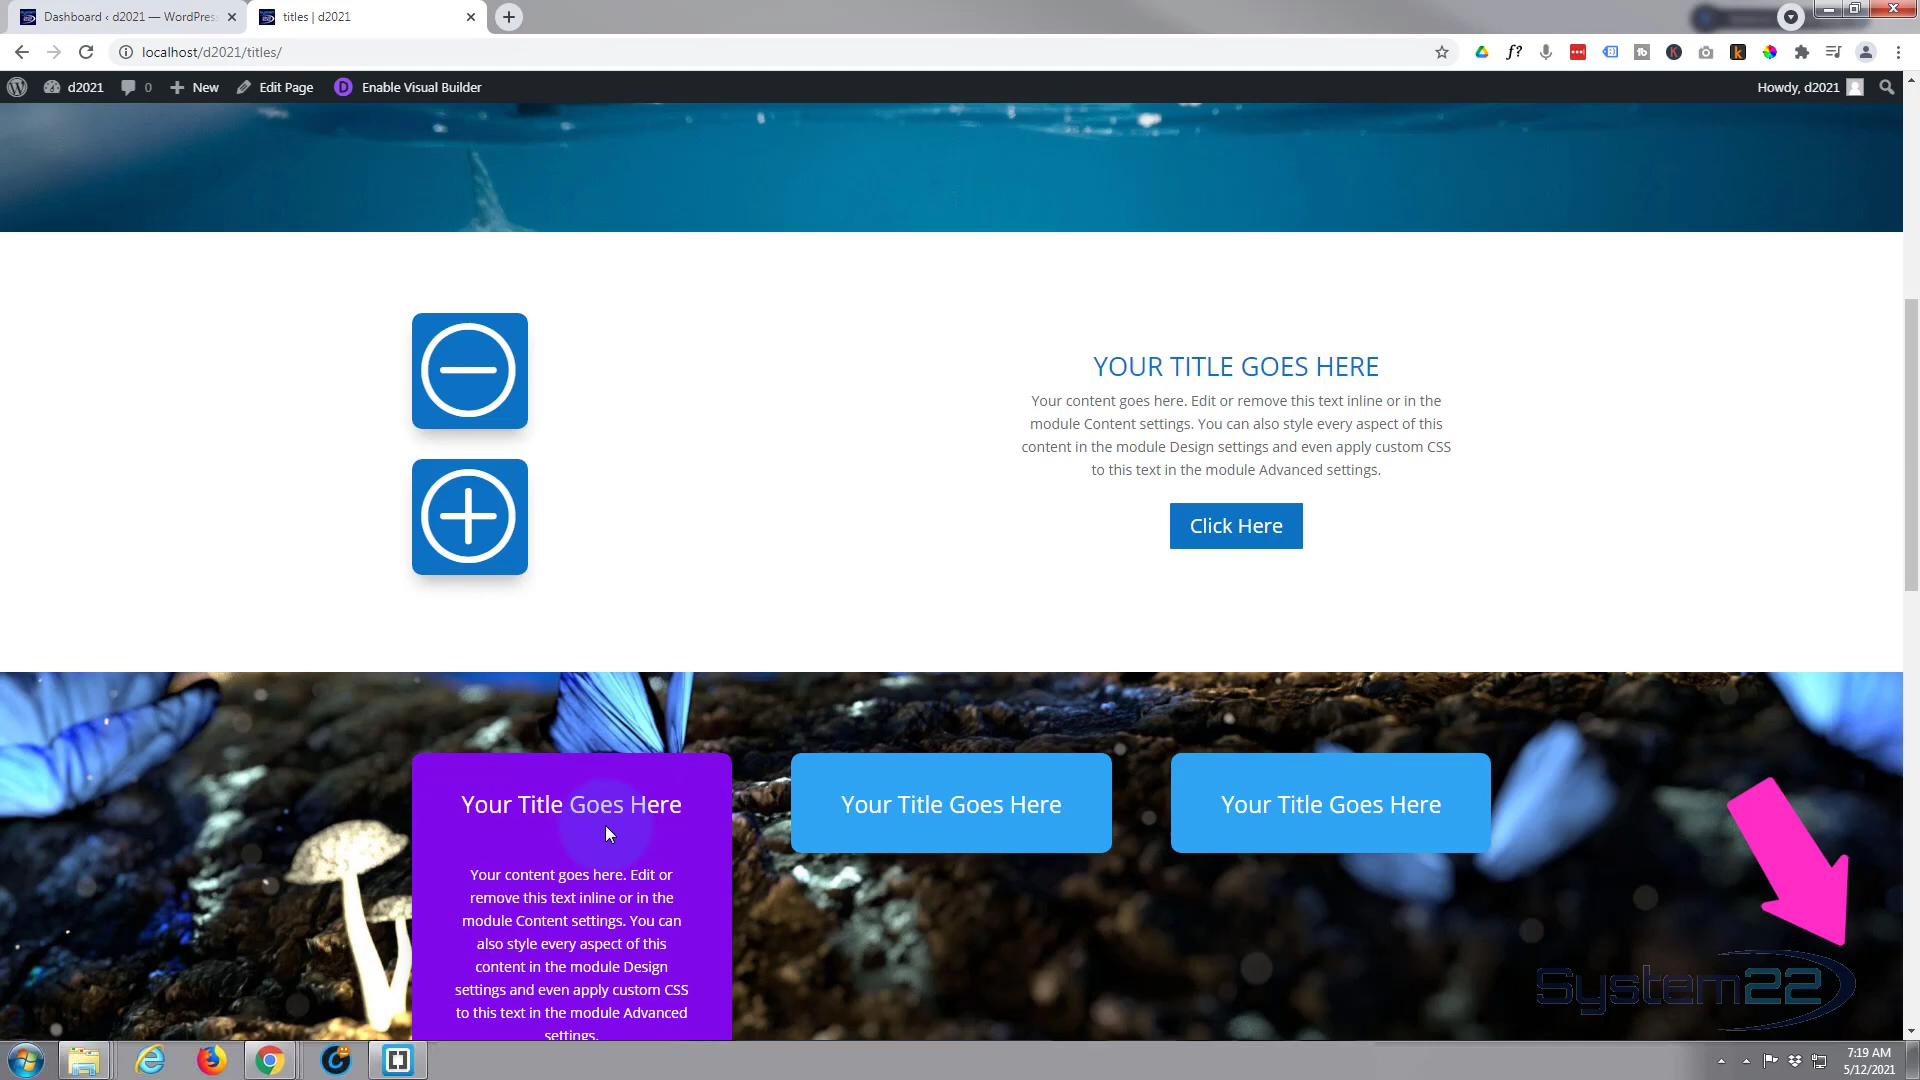 Dashboard ‹ d2021 — WordPress
titles | d2021
localhost/d2021/titles/
f?
d2021
0
New
Edit Page
D
Enable Visual Builder
Howdy, d2021
YOUR TITLE GOES HERE
Your content goes here. Edit or remove this text inline or in the
module Content settings. You can also style every aspect of this
content in the module Design settings and even apply custom CSS
to this text in the module Advanced settings.
Click Here
Your Title Goes Here
Your Title Goes Here
Your Title Goes Here
Your content goes here. Edit or
remove this text inline or in the
module Content settings. You can
also style every aspect of this
content in the module Design
settings and even apply custom CSS
to this text in the module Advanced
settings.
System22
7:19 AM
5/12/2021